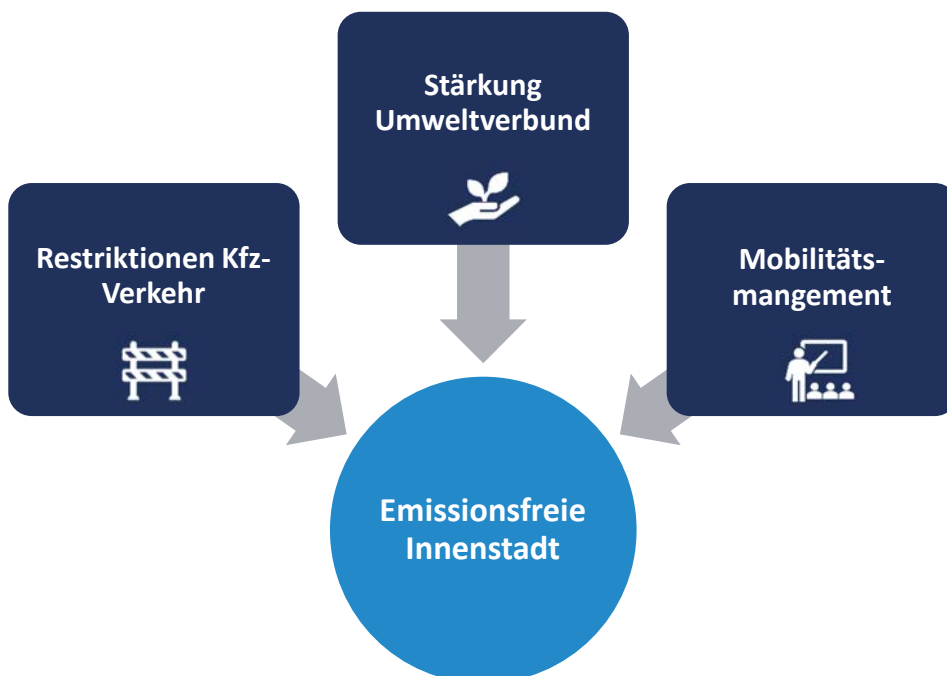 Stärkung
Umweltverbund
Restriktionen Kfz-
Verkehr
Mobilitäts-
mangement
Emissionsfreie
Innenstadt